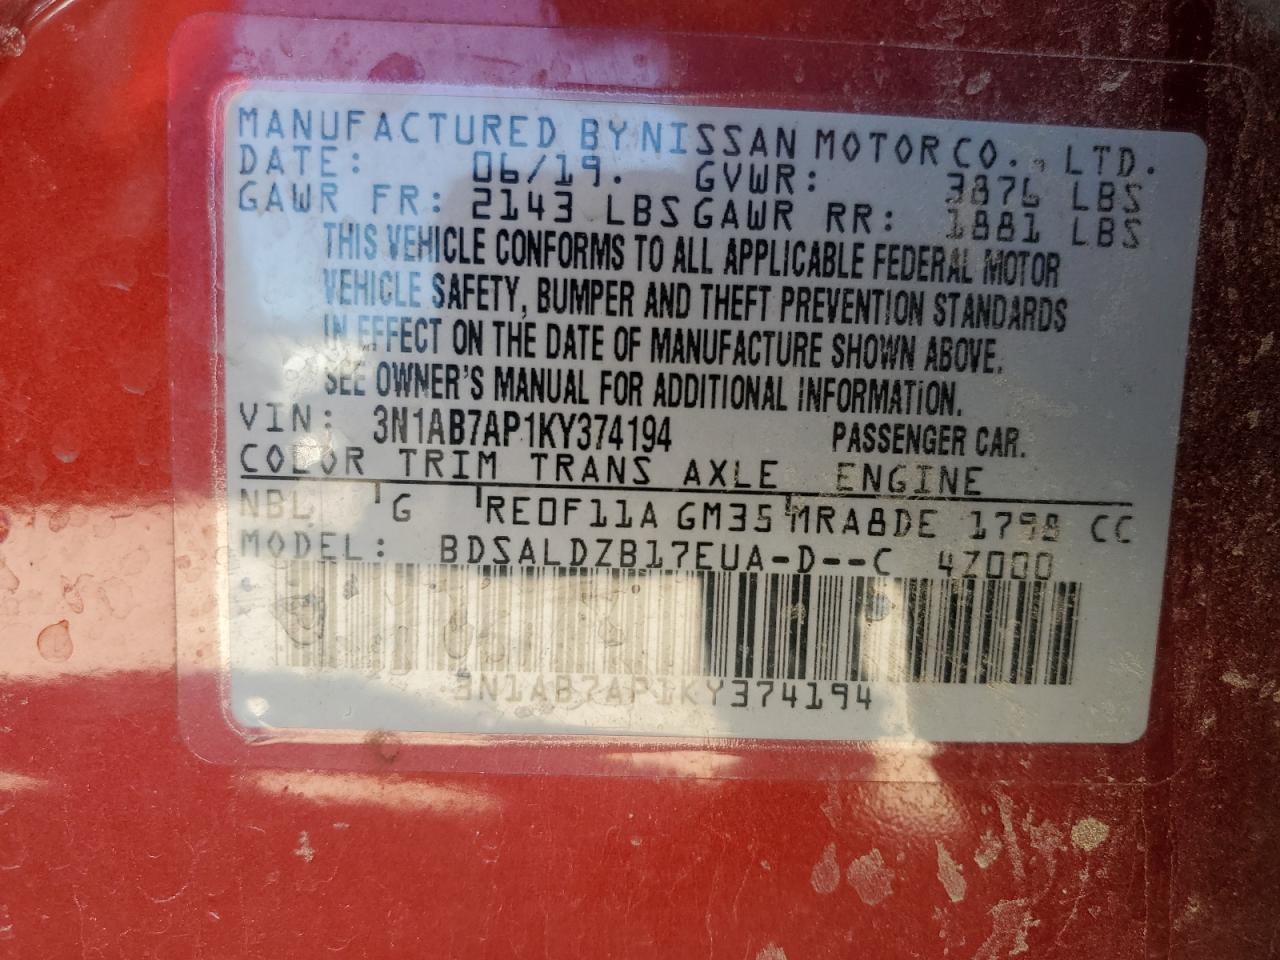 MANUFACTURED BY NISSAN MOTOR CO., LTD.
DATE: 06/19. GVWR: 3876 LBS
GAWR FR: 2143 LBS GAWR RR: 1881 LBS
THIS VEHICLE CONFORMS TO ALL APPLICABLE FEDERAL MOTOR
VEHICLE SAFETY, BUMPER AND THEFT PREVENTION STANDARDS
IN EFFECT ON THE DATE OF MANUFACTURE SHOWN ABOVE.
SEE OWNER'S MANUAL FOR ADDITIONAL INFORMATION.
VIN: 3N1AB7AP1KY374194 PASSENGER CAR.
COLOR TRIM TRANS AXLE ENGINE
NBL G RE0F11A GM35 MRA8DE 1798 CC
MODEL: BDSALDZB17EUA-D--C 4Z000
3N1AB7AP1KY374194